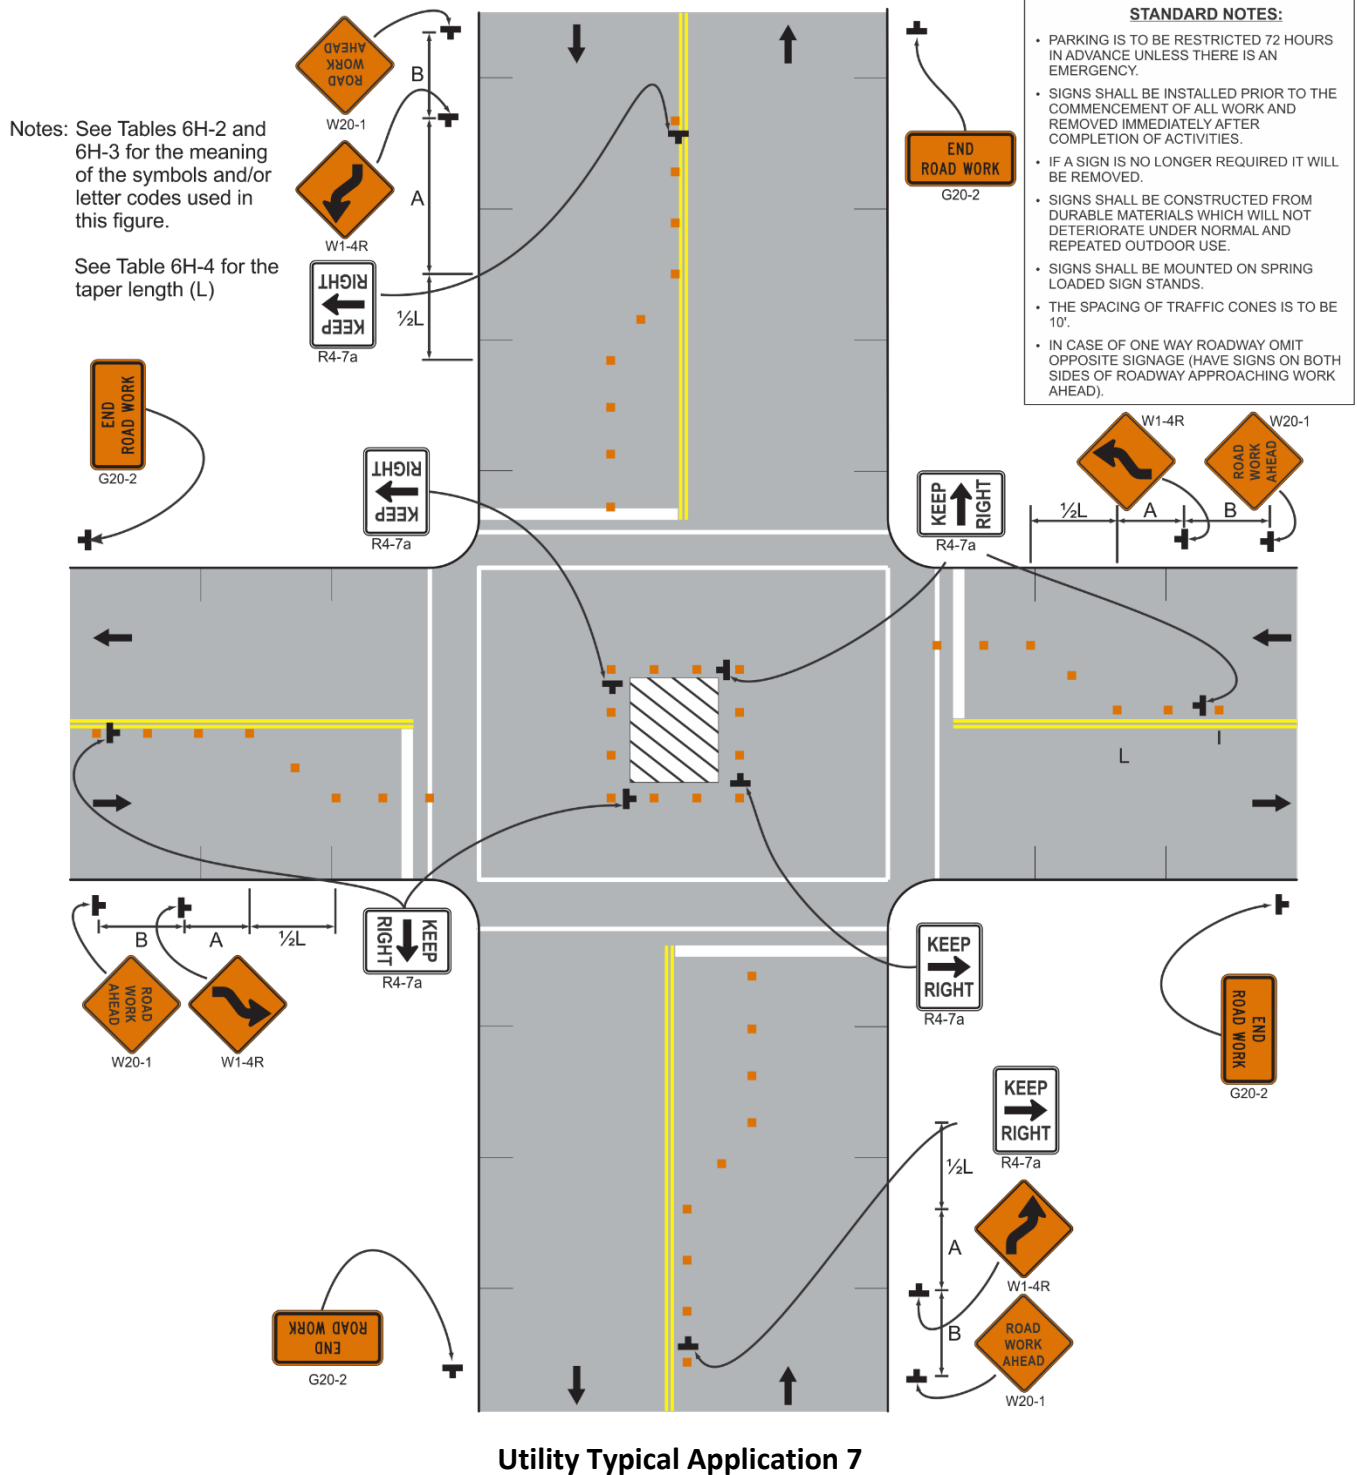 STANDARD NOTES:
• PARKING IS TO BE RESTRICTED 72 HOURS
IN ADVANCE UNLESS THERE IS AN
EMERGENCY.
• SIGNS SHALL BE INSTALLED PRIOR TO THE
COMMENCEMENT OF ALL WORK AND
REMOVED IMMEDIATELY AFTER
COMPLETION OF ACTIVITIES.
• IF A SIGN IS NO LONGER REQUIRED IT WILL
BE REMOVED.
• SIGNS SHALL BE CONSTRUCTED FROM
DURABLE MATERIALS WHICH WILL NOT
DETERIORATE UNDER NORMAL AND
REPEATED OUTDOOR USE.
• SIGNS SHALL BE MOUNTED ON SPRING
LOADED SIGN STANDS.
• THE SPACING OF TRAFFIC CONES IS TO BE
10'.
• IN CASE OF ONE WAY ROADWAY OMIT
OPPOSITE SIGNAGE (HAVE SIGNS ON BOTH
SIDES OF ROADWAY APPROACHING WORK
AHEAD).
Notes: See Tables 6H-2 and
6H-3 for the meaning
of the symbols and/or
letter codes used in
this figure.
See Table 6H-4 for the
taper length (L)
ROAD
WORK
AHEAD
W20-1
B
W1-4R
A
KEEP
RIGHT
R4-7a
½L
END
ROAD WORK
G20-2
END
ROAD WORK
G20-2
KEEP
RIGHT
R4-7a
KEEP
RIGHT
R4-7a
W1-4R
ROAD
WORK
AHEAD
W20-1
½L
A
B
L
B
A
½L
ROAD
WORK
AHEAD
W20-1
W1-4R
KEEP
RIGHT
R4-7a
KEEP
RIGHT
R4-7a
END
ROAD WORK
G20-2
KEEP
RIGHT
R4-7a
½L
A
W1-4R
B
ROAD
WORK
AHEAD
W20-1
END
ROAD WORK
G20-2
Utility Typical Application 7